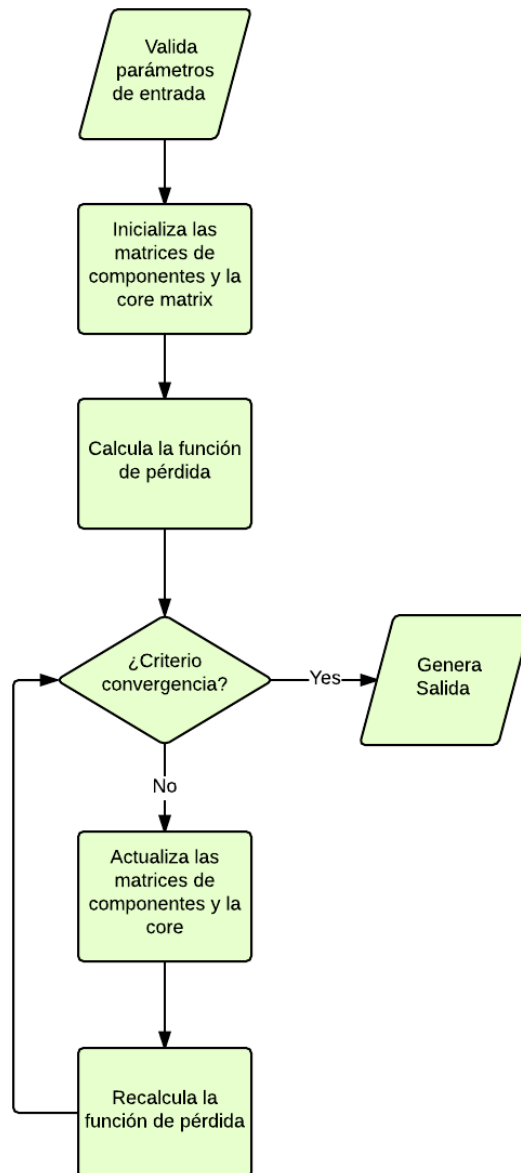 Valida
parámetros
de entrada
Inicializa las
matrices de
componentes y la
core matrix
Calcula la función
de pérdida
¿Criterio
convergencia?
Yes
Genera
Salida
No
Actualiza las
matrices de
componentes y la
core
Recalcula la
función de pérdida